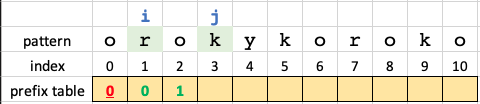 i j
pattern o r o k y k o r o k o
index 0 1 2 3 4 5 6 7 8 9 10
prefix table 0 0 1